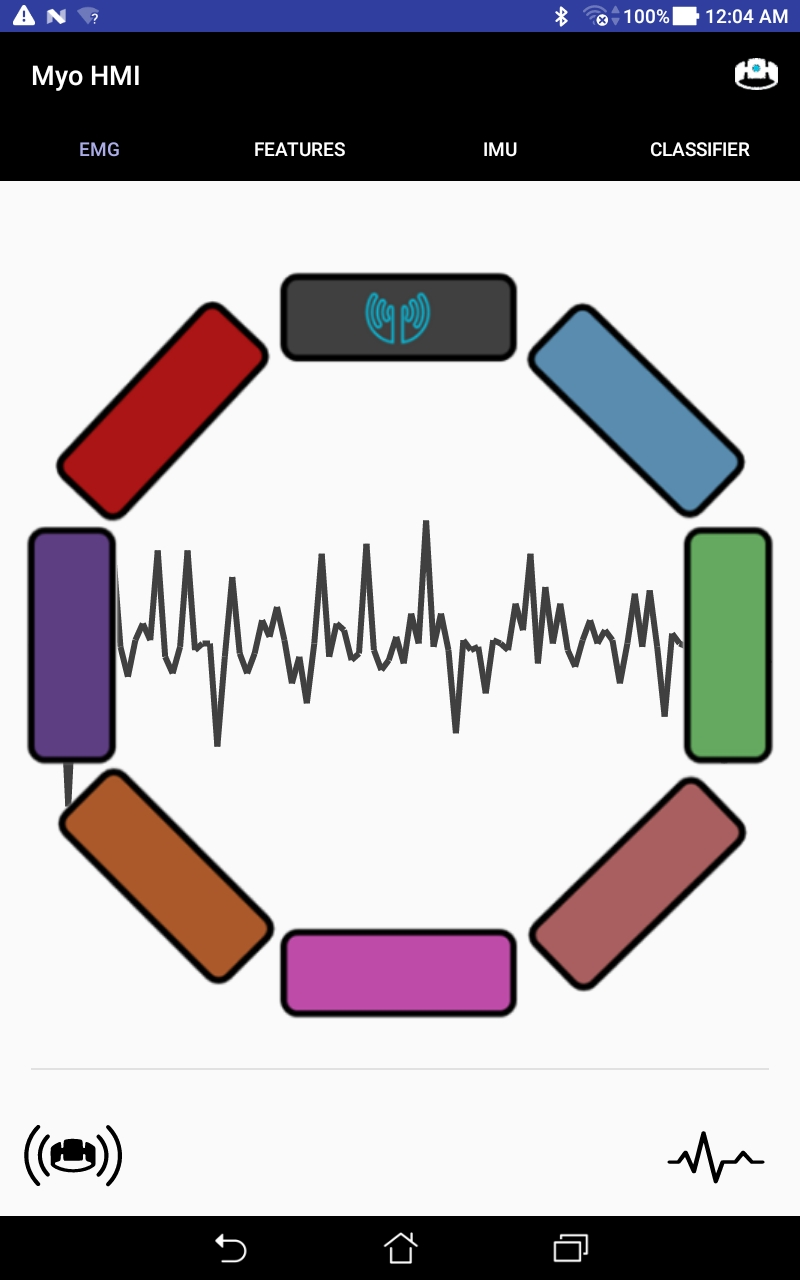 100% 12:04 AM
Myo HMI
EMG FEATURES IMU CLASSIFIER